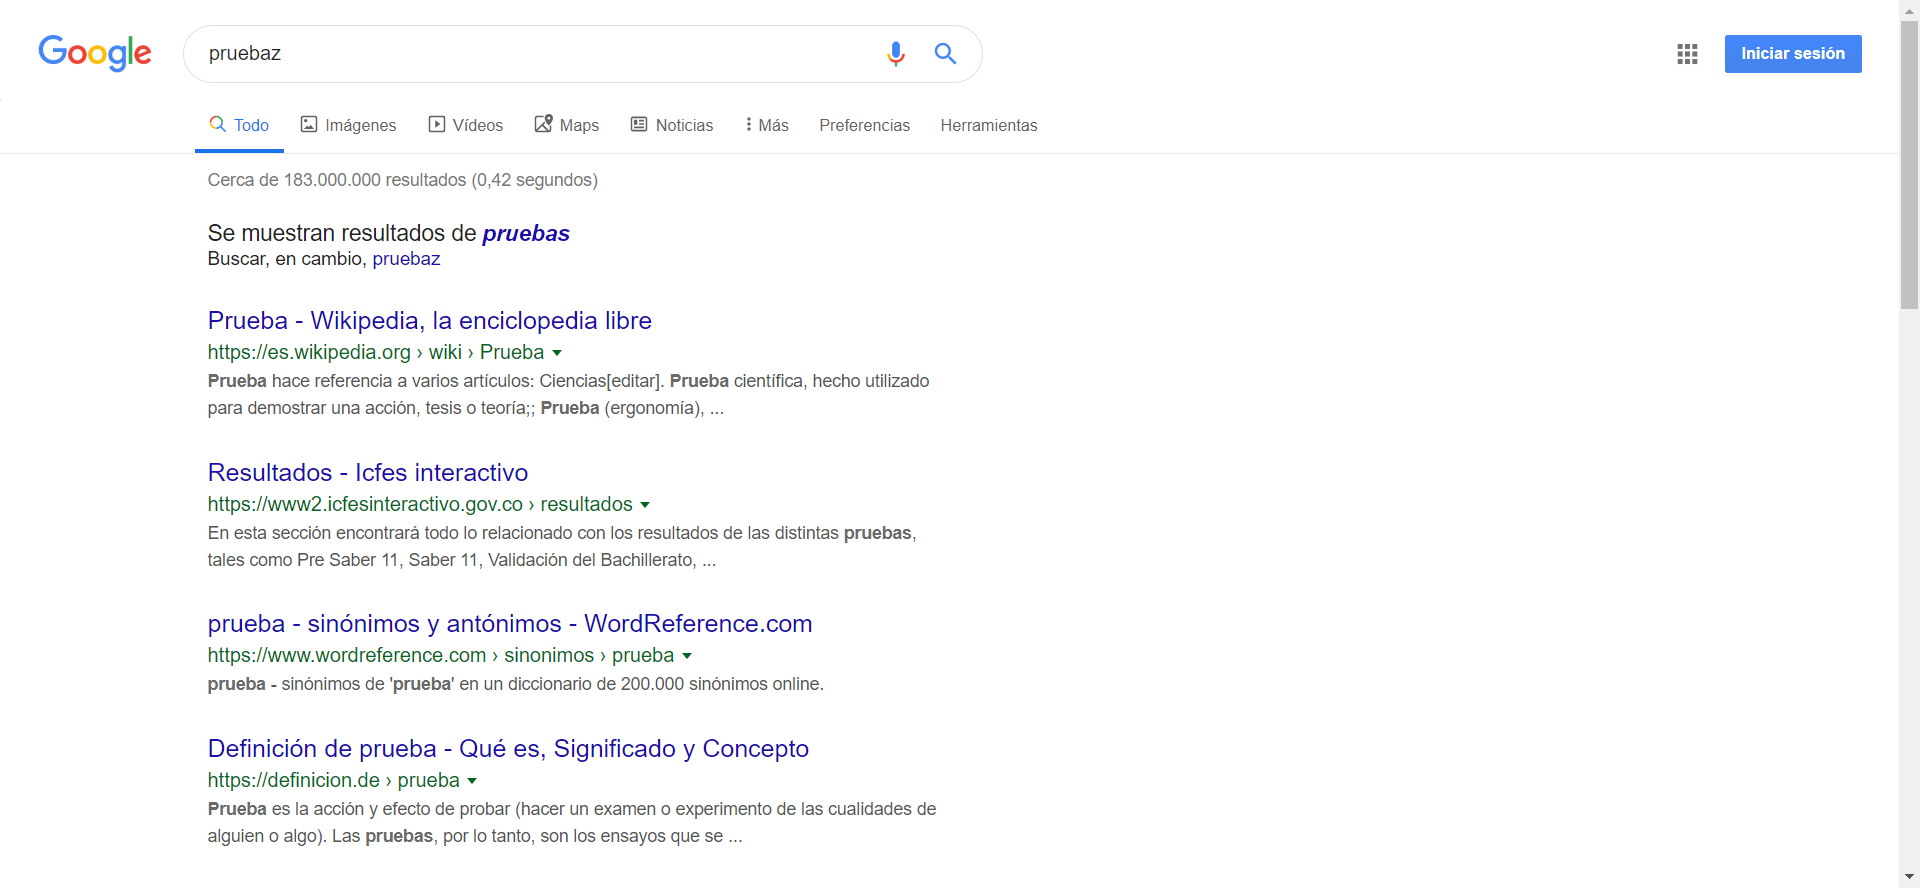 Google
pruebaz
Iniciar sesión
Todo Imágenes Vídeos Maps Noticias Más Preferencias Herramientas
Cerca de 183.000.000 resultados (0,42 segundos)
Se muestran resultados de pruebas
Buscar, en cambio, pruebaz
Prueba - Wikipedia, la enciclopedia libre
https://es.wikipedia.org › wiki › Prueba
Prueba hace referencia a varios artículos: Ciencias[editar]. Prueba científica, hecho utilizado
para demostrar una acción, tesis o teoría;; Prueba (ergonomía), ...
Resultados - Icfes interactivo
https://www2.icfesinteractivo.gov.co › resultados
En esta sección encontrará todo lo relacionado con los resultados de las distintas pruebas,
tales como Pre Saber 11, Saber 11, Validación del Bachillerato, ...
prueba - sinónimos y antónimos - WordReference.com
https://www.wordreference.com › sinonimos › prueba
prueba - sinónimos de 'prueba' en un diccionario de 200.000 sinónimos online.
Definición de prueba - Qué es, Significado y Concepto
https://definicion.de › prueba
Prueba es la acción y efecto de probar (hacer un examen o experimento de las cualidades de
alguien o algo). Las pruebas, por lo tanto, son los ensayos que se ...